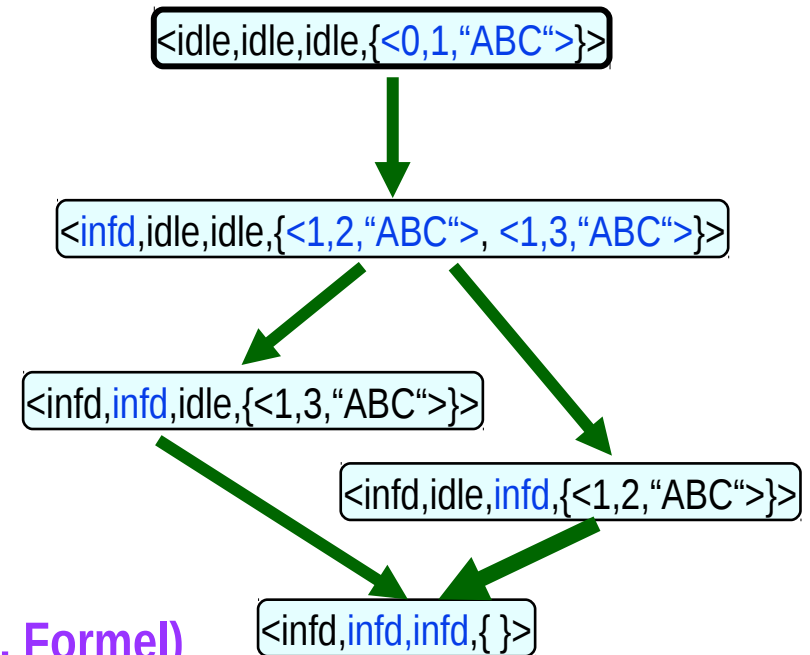 <idle,idle,idle,{<0,1,“ABC“>}>
<infd,idle,idle,{<1,2,“ABC“>, <1,3,“ABC“>}>
<infd,infd,idle,{<1,3,“ABC“>}>
<infd,idle,infd,{<1,2,“ABC“>}>
. Formel)
<infd,infd,infd,{ }>